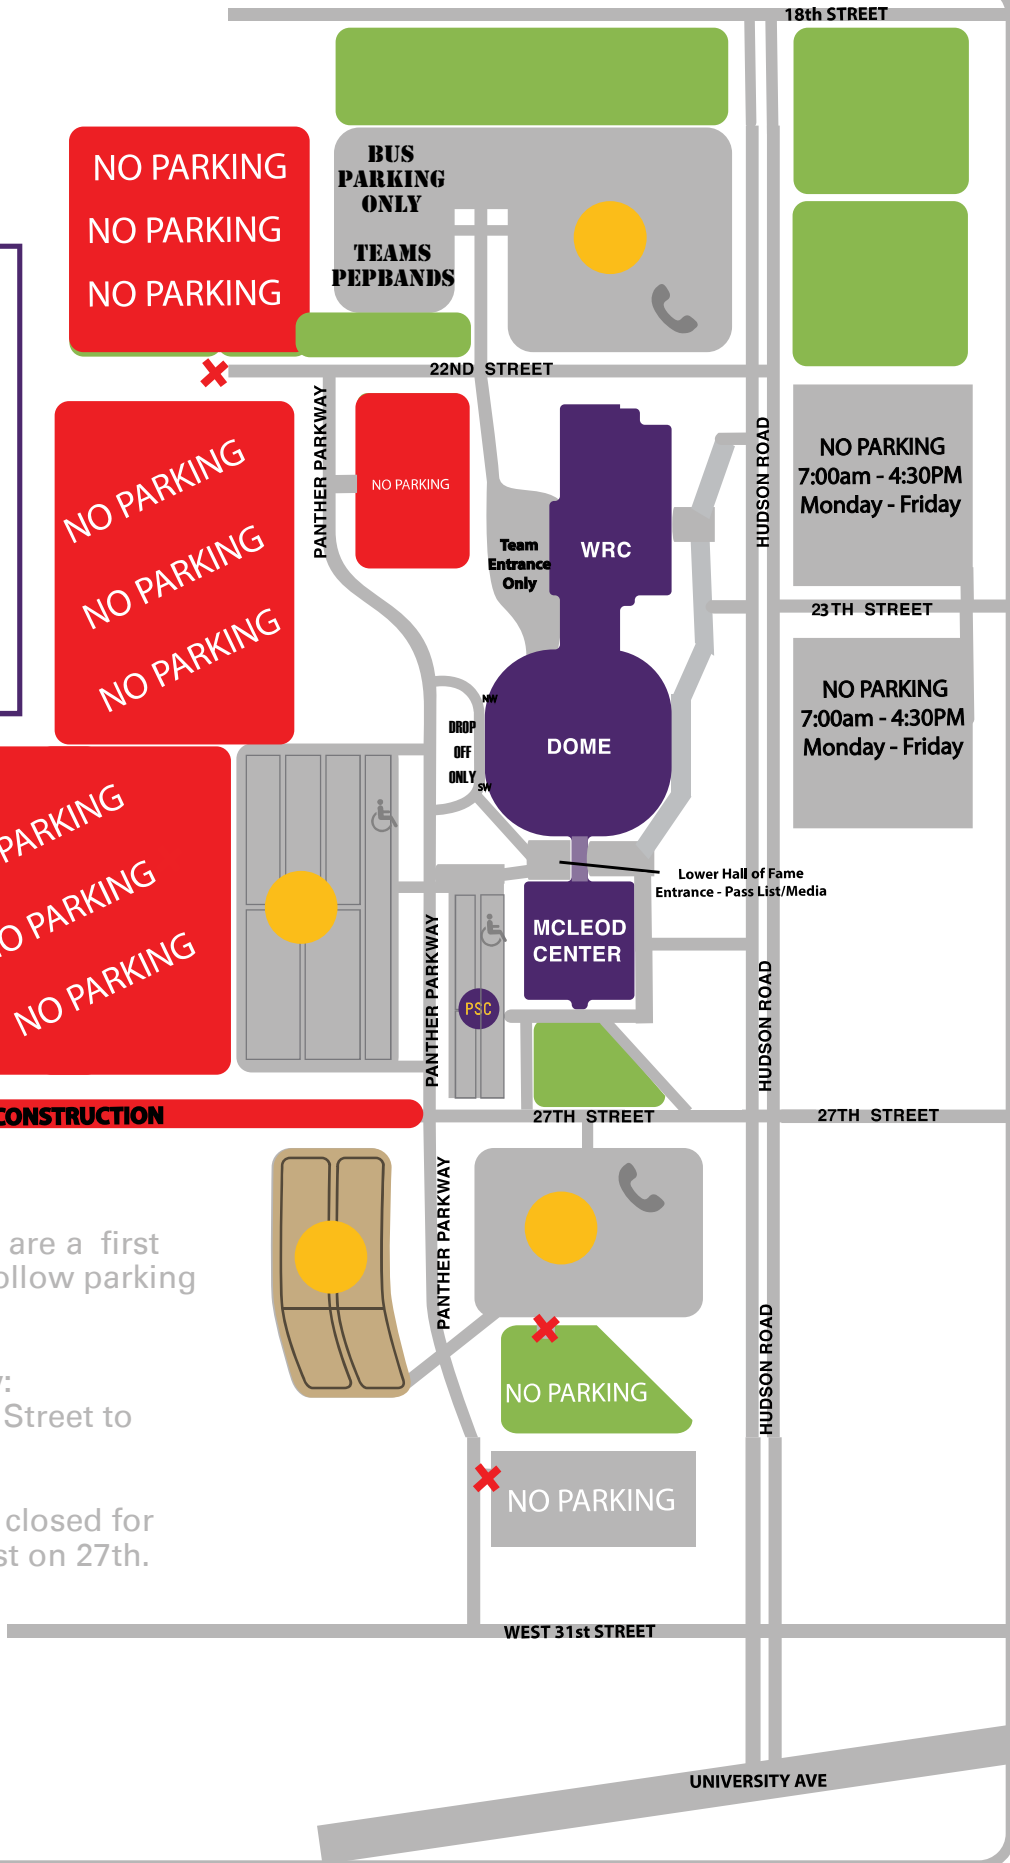 18th STREET
NO PARKING
NO PARKING
NO PARKING
BUS
PARKING
ONLY
TEAMS
PEPBANDS
22ND STREET
PANTHER PARKWAY
NO PARKING
NO PARKING
NO PARKING
NO PARKING
HUDSON ROAD
NO PARKING
7:00am - 4:30PM
Monday - Friday
Team
Entrance
Only
WRC
23TH STREET
NO PARKING
7:00am - 4:30PM
Monday - Friday
NW
DROP
OFF
ONLY
SW
DOME
PARKING
O PARKING
NO PARKING
Lower Hall of Fame
Entrance - Pass List/Media
MCLEOD
CENTER
PANTHER PARKWAY
PSC
HUDSON ROAD
CONSTRUCTION
27TH STREET
27TH STREET
PANTHER PARKWAY
are a first
ollow parking
HUDSON ROAD
NO PARKING
y:
Street to
NO PARKING
closed for
st on 27th.
WEST 31st STREET
UNIVERSITY AVE